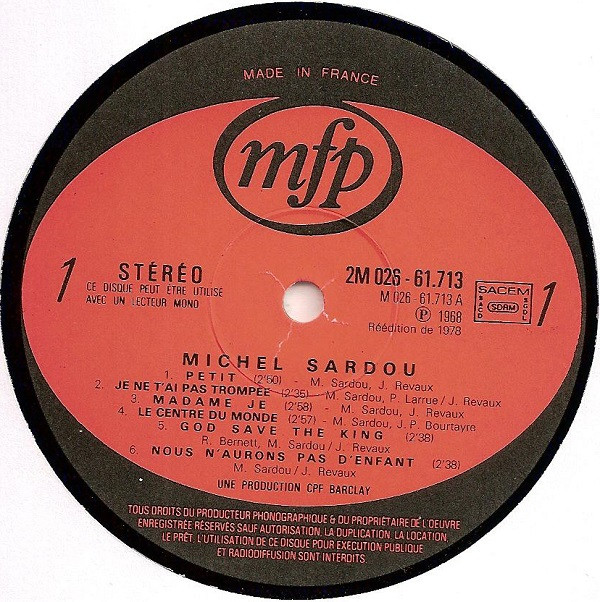 MADE IN FRANCE
mfp
1
STÉRÉO
CE DISQUE PEUT ÊTRE UTILISÉ
AVEC UN LECTEUR MONO
2M 026 - 61.713
M 026 - 61.713 A
Ⓟ 1968
Réédition de 1978
SACEM
SACD
SDRM
SGDL
1
MICHEL SARDOU
1. PETIT (2'50) - M. Sardou, J. Revaux
2. JE NE T'AI PAS TROMPÉE (2'35) - M. Sardou, P. Larrue / J. Revaux
3. MADAME JE (2'58) - M. Sardou, J. Revaux
4. LE CENTRE DU MONDE (2'57) - M. Sardou, J.P. Bourtayre
5. GOD SAVE THE KING (2'38)
R. Bernett, M. Sardou / J. Revaux
6. NOUS N'AURONS PAS D'ENFANT (2'38)
M. Sardou / J. Revaux
UNE PRODUCTION CPF BARCLAY
TOUS DROITS DU PRODUCTEUR PHONOGRAPHIQUE & DU PROPRIÉTAIRE DE L'OEUVRE
ENREGISTRÉE RÉSERVÉS SAUF AUTORISATION, LA DUPLICATION, LA LOCATION,
LE PRÊT, L'UTILISATION DE CE DISQUE POUR EXECUTION PUBLIQUE
ET RADIODIFFUSION SONT INTERDITS.